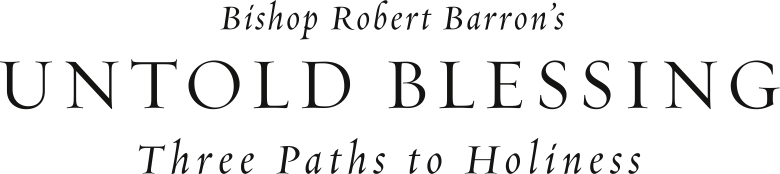 Bishop Robert Barron’s
UNTOLD BLESSING
Three Paths to Holiness